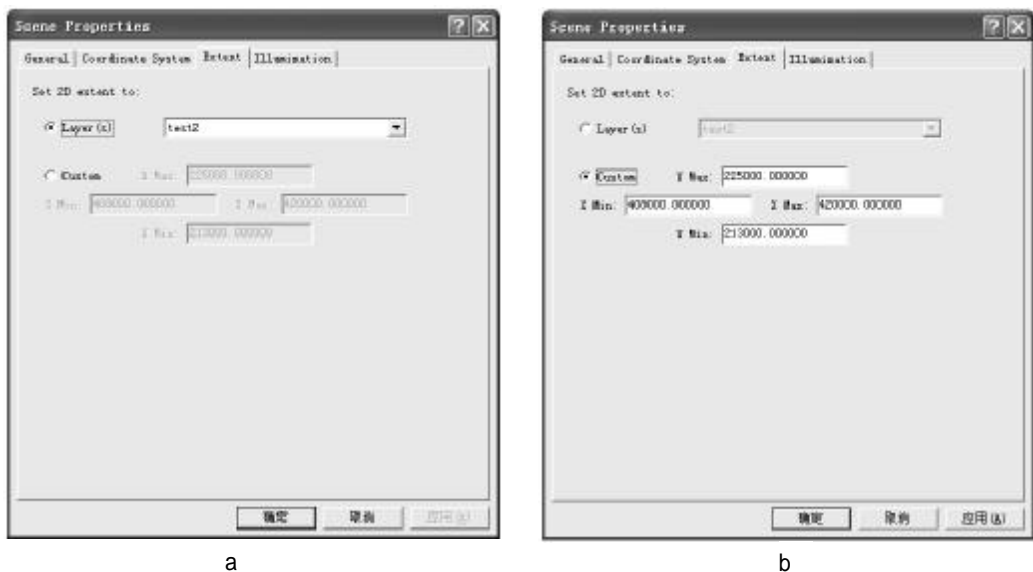 Scene Properties
General Coordinate System Extent Illumination
Set 2D extent to:
Layer(s) test2
Custom Y Max: 225000.000000
X Min: 409000.000000 X Max: 420000.000000
Y Min: 213000.000000
确定 取消 应用(A)
a
Scene Properties
General Coordinate System Extent Illumination
Set 2D extent to:
Layer(s) test2
Custom Y Max: 225000.000000
X Min: 409000.000000 X Max: 420000.000000
Y Min: 213000.000000
确定 取消 应用(A)
b